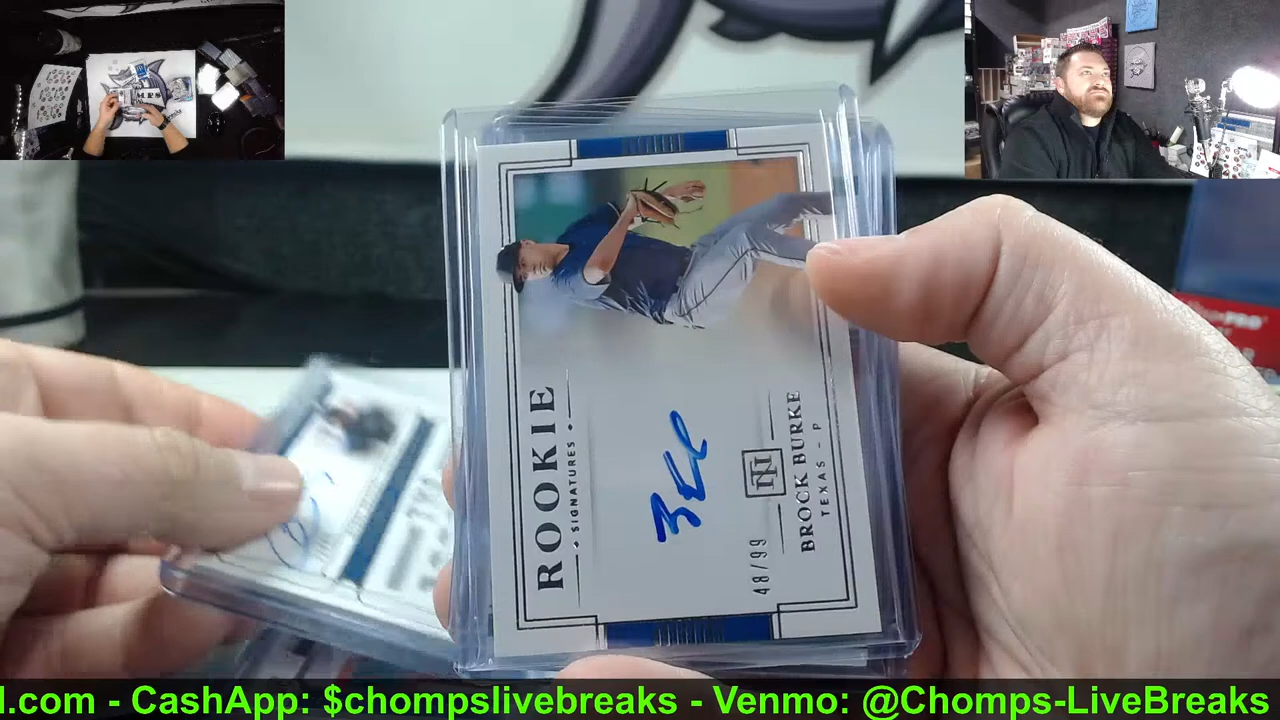 ROOKIE
SIGNATURES
48/99
BROCK BURKE
TEXAS - P
l.com - CashApp: $chompslivebreaks - Venmo: @Chomps-LiveBreaks